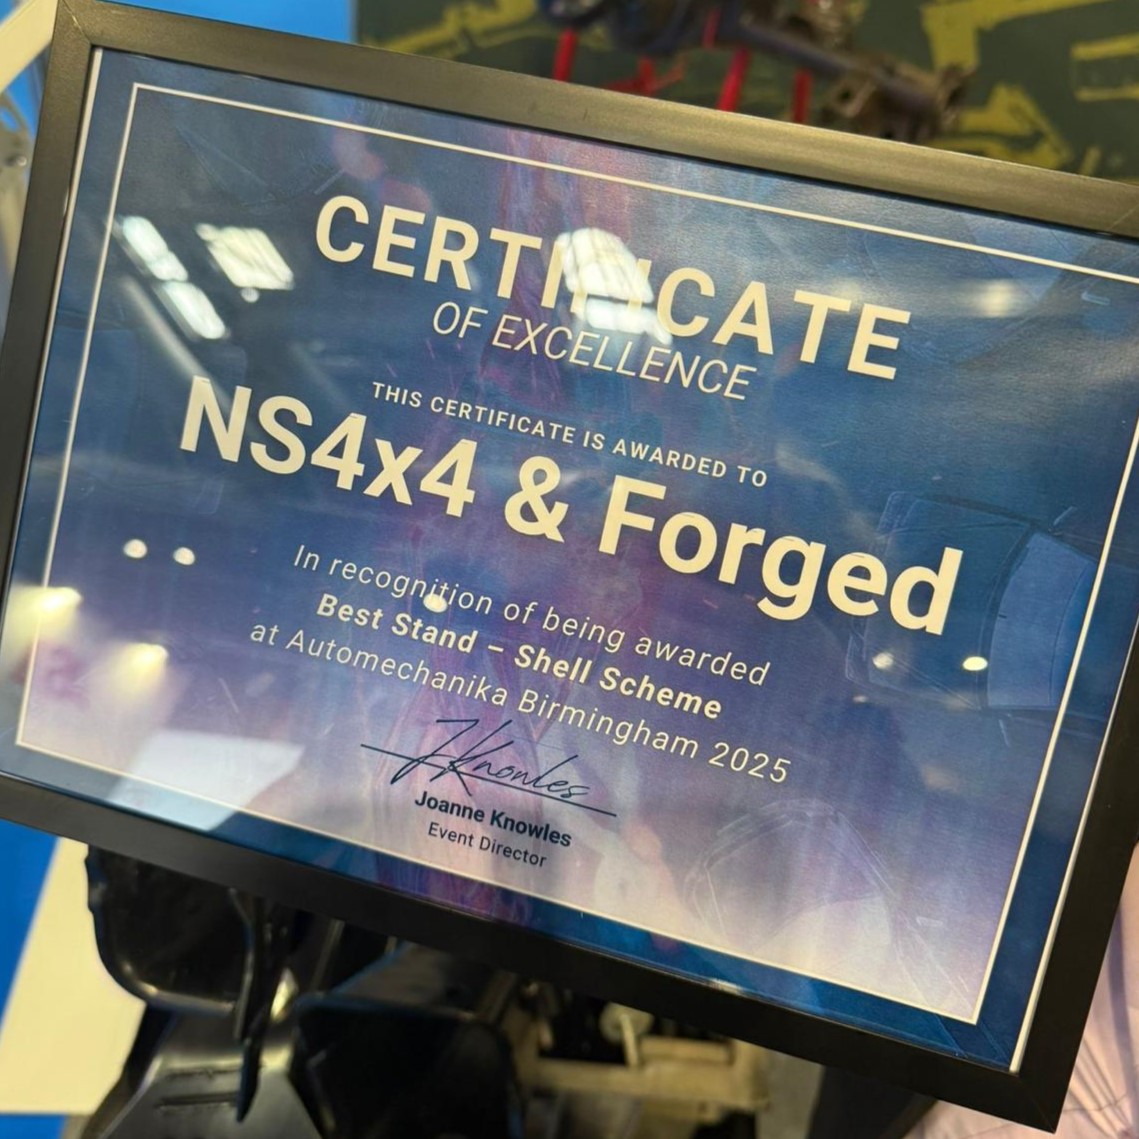 CERTIFICATE
OF EXCELLENCE
THIS CERTIFICATE IS AWARDED TO
NS4x4 & Forged
In recognition of being awarded
Best Stand – Shell Scheme
at Automechanika Birmingham 2025
JKnowles
Joanne Knowles
Event Director